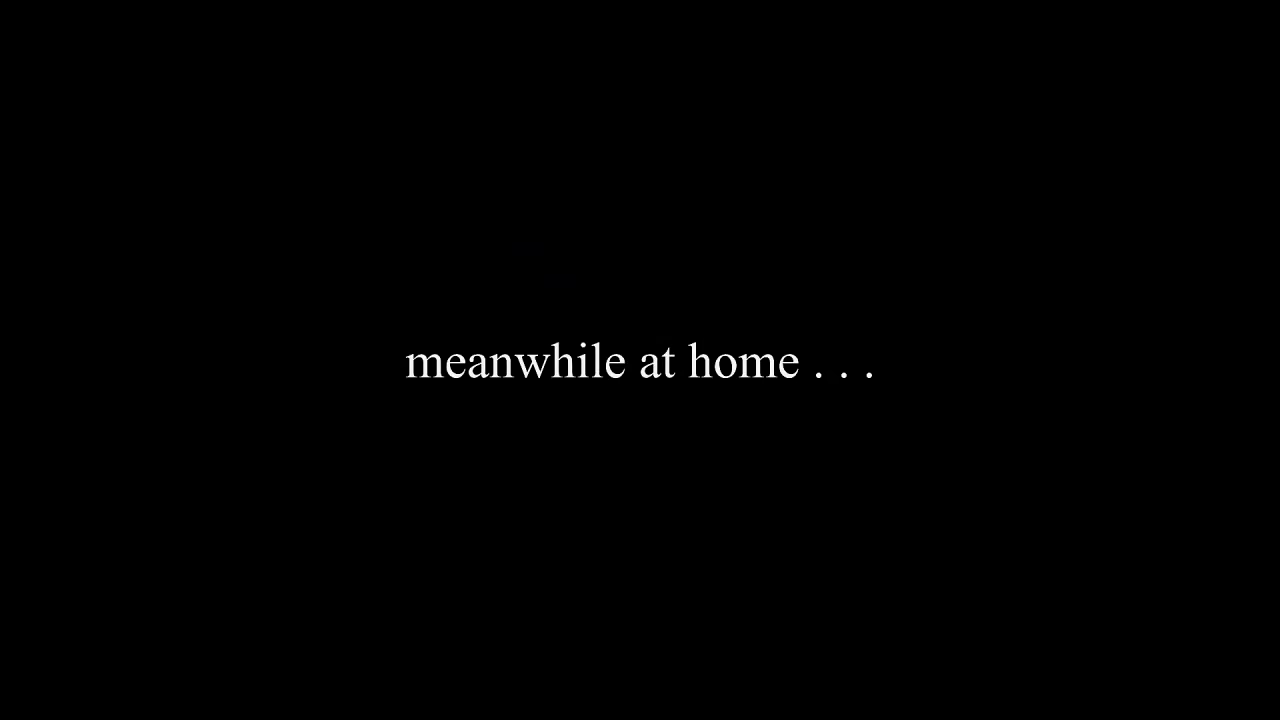 meanwhile at home . . .